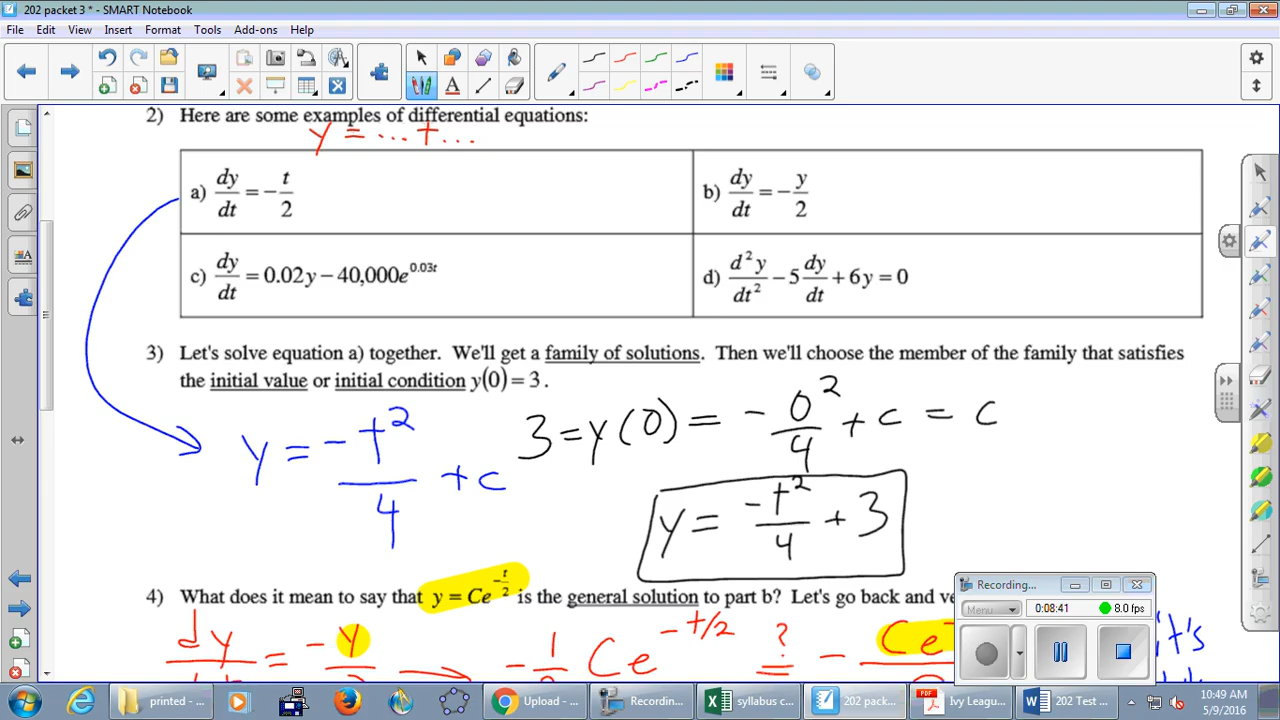 202 packet 3 * - SMART Notebook
File Edit View Insert Format Tools Add-ons Help
2) Here are some examples of differential equations:
y = ... t ...
a) dy/dt = -t/2
b) dy/dt = -y/2
c) dy/dt = 0.02y - 40,000e^0.03t
d) d²y/dt² - 5 dy/dt + 6y = 0
3) Let's solve equation a) together. We'll get a family of solutions. Then we'll choose the member of the family that satisfies
the initial value or initial condition y(0) = 3.
y = -t²/4 + c
3 = y(0) = -0²/4 + c = c
y = -t²/4 + 3
4) What does it mean to say that y = Ce^(-t/2) is the general solution to part b? Let's go back and ve
dy = -y
-1 Ce^(-t/2) ?= - Ce
it's
Recording...
Menu
0:08:41
8.0 fps
printed -...
Upload -...
Recordin...
syllabus c...
202 pack...
Ivy Leagu...
202 Test ...
10:49 AM
5/9/2016